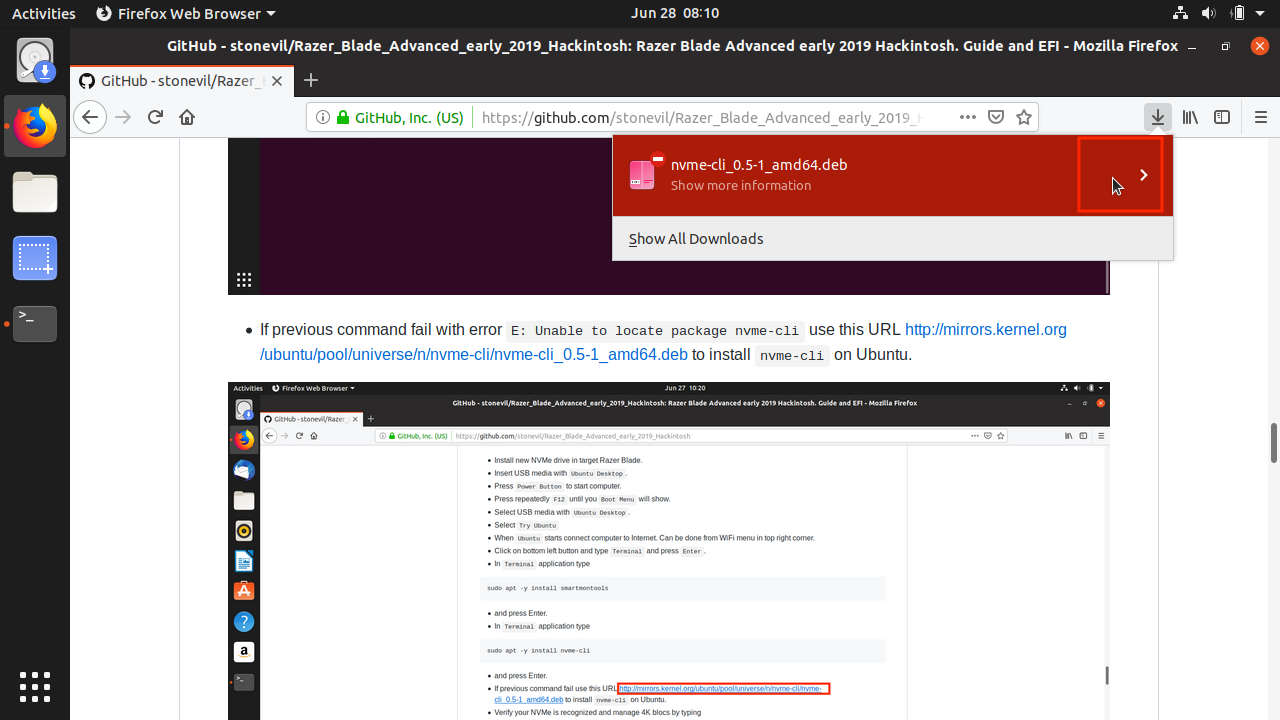 Activities Firefox Web Browser Jun 28 08:10
GitHub - stonevil/Razer_Blade_Advanced_early_2019_Hackintosh: Razer Blade Advanced early 2019 Hackintosh. Guide and EFI - Mozilla Firefox
GitHub - stonevil/Razer_
GitHub, Inc. (US) https://github.com/stonevil/Razer_Blade_Advanced_early_2019_H
nvme-cli_0.5-1_amd64.deb
Show more information
Show All Downloads
If previous command fail with error E: Unable to locate package nvme-cli use this URL http://mirrors.kernel.org
/ubuntu/pool/universe/n/nvme-cli/nvme-cli_0.5-1_amd64.deb to install nvme-cli on Ubuntu.
Activities Firefox Web Browser Jun 27 10:20
GitHub - stonevil/Razer_Blade_Advanced_early_2019_Hackintosh: Razer Blade Advanced early 2019 Hackintosh. Guide and EFI - Mozilla Firefox
GitHub - stonevil/Razer_
GitHub, Inc. (US) https://github.com/stonevil/Razer_Blade_Advanced_early_2019_Hackintosh
Install new NVMe drive in target Razer Blade.
Insert USB media with Ubuntu Desktop.
Press Power Button to start computer.
Press repeatedly F12 until you Boot Menu will show.
Select USB media with Ubuntu Desktop.
Select Try Ubuntu
When Ubuntu starts connect computer to Internet. Can be done from WiFi menu in top right corner.
Click on bottom left button and type Terminal and press Enter.
In Terminal application type
sudo apt -y install smartmontools
and press Enter.
In Terminal application type
sudo apt -y install nvme-cli
and press Enter.
If previous command fail use this URL http://mirrors.kernel.org/ubuntu/pool/universe/n/nvme-cli/nvme-
cli_0.5-1_amd64.deb to install nvme-cli on Ubuntu.
Verify your NVMe is recognized and manage 4K blocs by typing